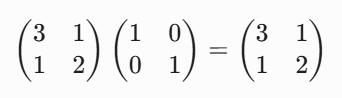 (3 1) (1 0) = (3 1)
(1 2) (0 1)   (1 2)